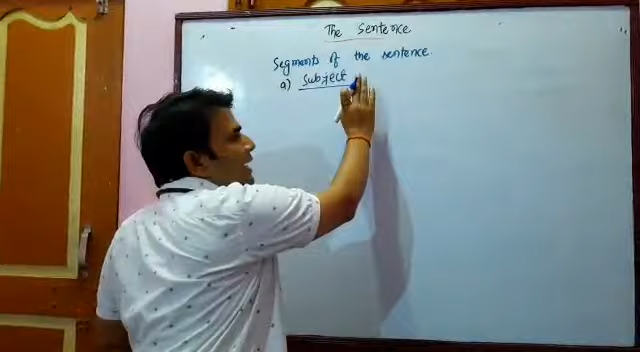 The Sentence
Segments of the sentence.
a) Subject